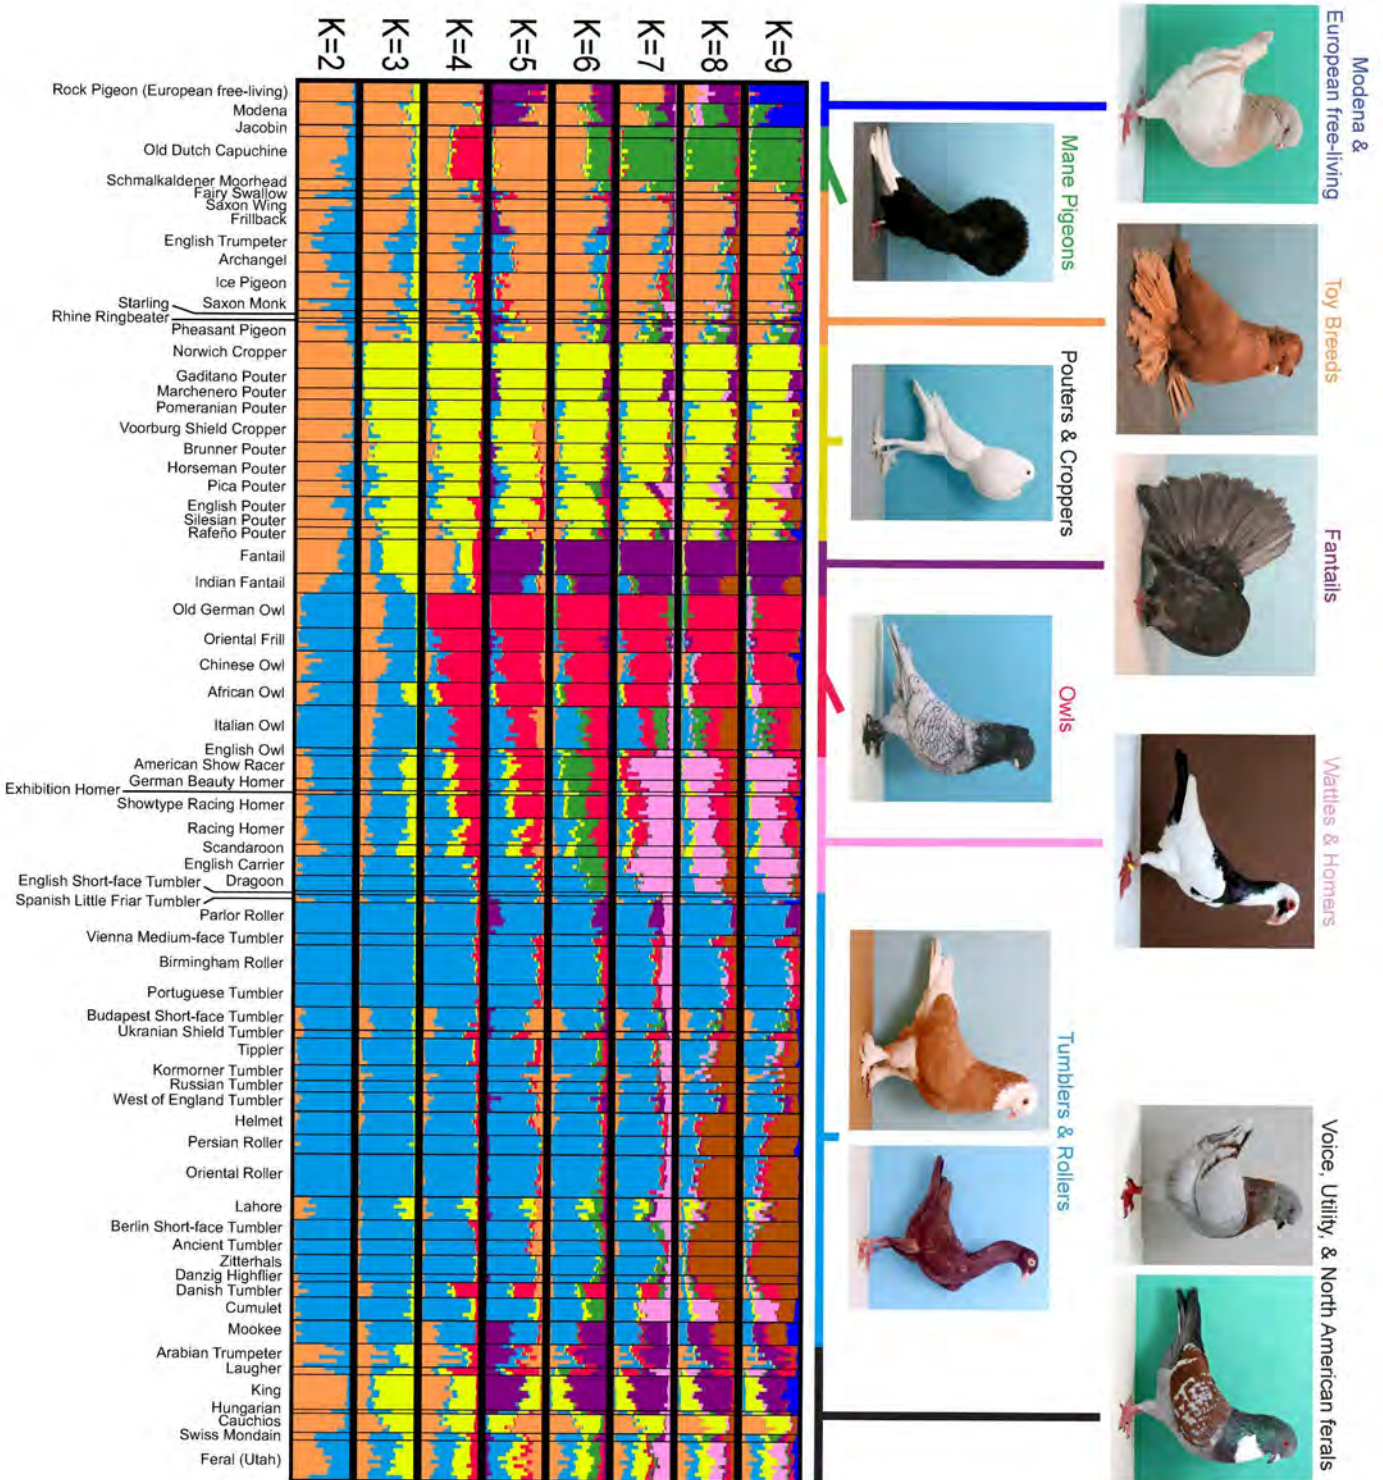 K=2
K=3
K=4
K=5
K=6
K=7
K=8
K=9
Modena &
European free-living
Mane Pigeons
Toy Breeds
Pouters & Croppers
Fantails
Owls
Wattles & Homers
Tumblers & Rollers
Voice, Utility, & North American ferals
Rock Pigeon (European free-living)
Modena
Jacobin
Old Dutch Capuchine
Schmalkaldener Moorhead
Fairy Swallow
Saxon Wing
Frillback
English Trumpeter
Archangel
Ice Pigeon
Saxon Monk
Starling
Rhine Ringbeater
Pheasant Pigeon
Norwich Cropper
Gaditano Pouter
Marchenero Pouter
Pomeranian Pouter
Voorburg Shield Cropper
Brunner Pouter
Horseman Pouter
Pica Pouter
English Pouter
Silesian Pouter
Rafeño Pouter
Fantail
Indian Fantail
Old German Owl
Oriental Frill
Chinese Owl
African Owl
Italian Owl
English Owl
American Show Racer
German Beauty Homer
Exhibition Homer
Showtype Racing Homer
Racing Homer
Scandaroon
English Carrier
Dragoon
English Short-face Tumbler
Spanish Little Friar Tumbler
Parlor Roller
Vienna Medium-face Tumbler
Birmingham Roller
Portuguese Tumbler
Budapest Short-face Tumbler
Ukranian Shield Tumbler
Tippler
Kormorner Tumbler
Russian Tumbler
West of England Tumbler
Helmet
Persian Roller
Oriental Roller
Lahore
Berlin Short-face Tumbler
Ancient Tumbler
Zitterhals
Danzig Highflier
Danish Tumbler
Cumulet
Mookee
Arabian Trumpeter
Laugher
King
Hungarian
Cauchios
Swiss Mondain
Feral (Utah)